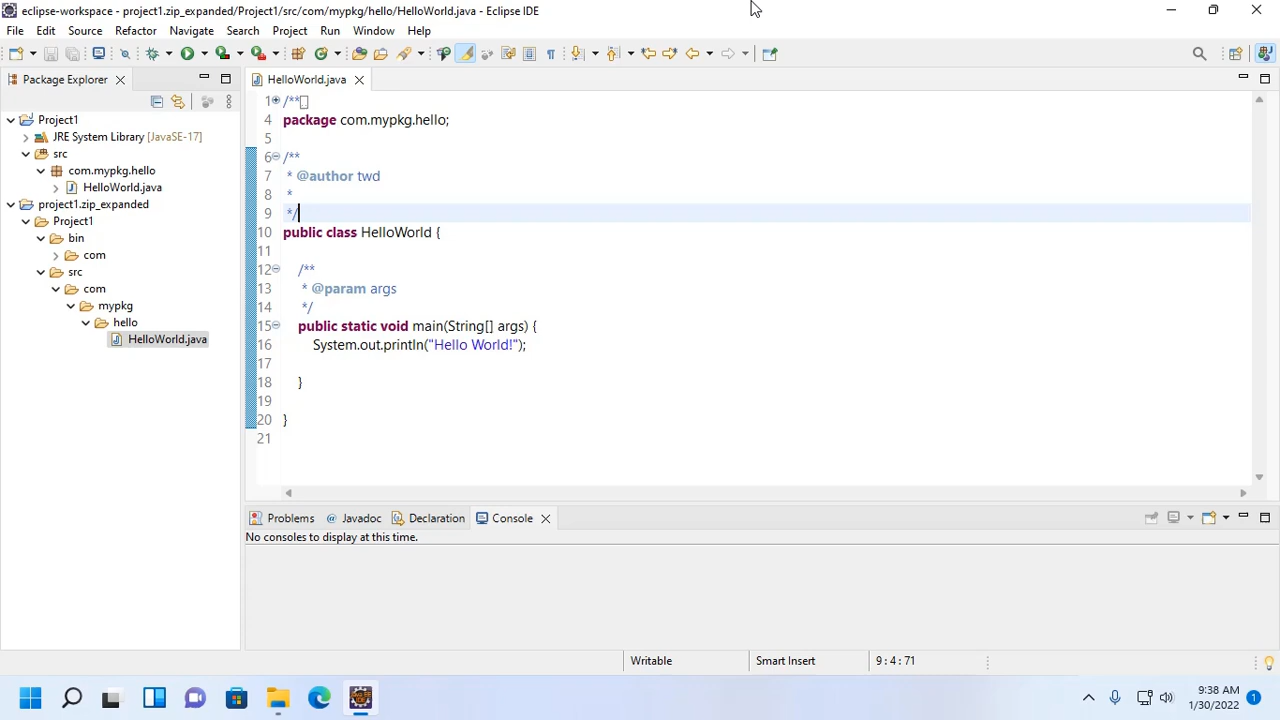 eclipse-workspace - project1.zip_expanded/Project1/src/com/mypkg/hello/HelloWorld.java - Eclipse IDE
File Edit Source Refactor Navigate Search Project Run Window Help
Package Explorer
HelloWorld.java
Project1
JRE System Library [JavaSE-17]
src
com.mypkg.hello
HelloWorld.java
project1.zip_expanded
Project1
bin
com
src
com
mypkg
hello
HelloWorld.java
1 /**
4 package com.mypkg.hello;
5
6 /**
7 * @author twd
8 *
9 */
10 public class HelloWorld {
11
12 /**
13 * @param args
14 */
15 public static void main(String[] args) {
16 System.out.println("Hello World!");
17
18 }
19
20 }
21
Problems Javadoc Declaration Console
No consoles to display at this time.
Writable Smart Insert 9 : 4 : 71
9:38 AM
1/30/2022
1